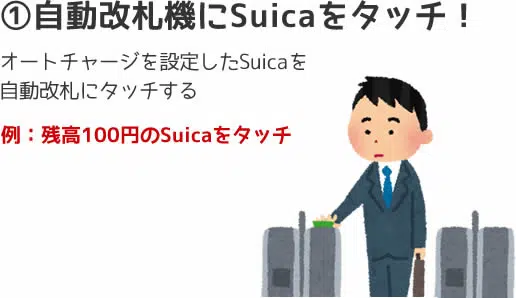 ①自動改札機にSuicaをタッチ！
オートチャージを設定したSuicaを
自動改札にタッチする
例：残高100円のSuicaをタッチ